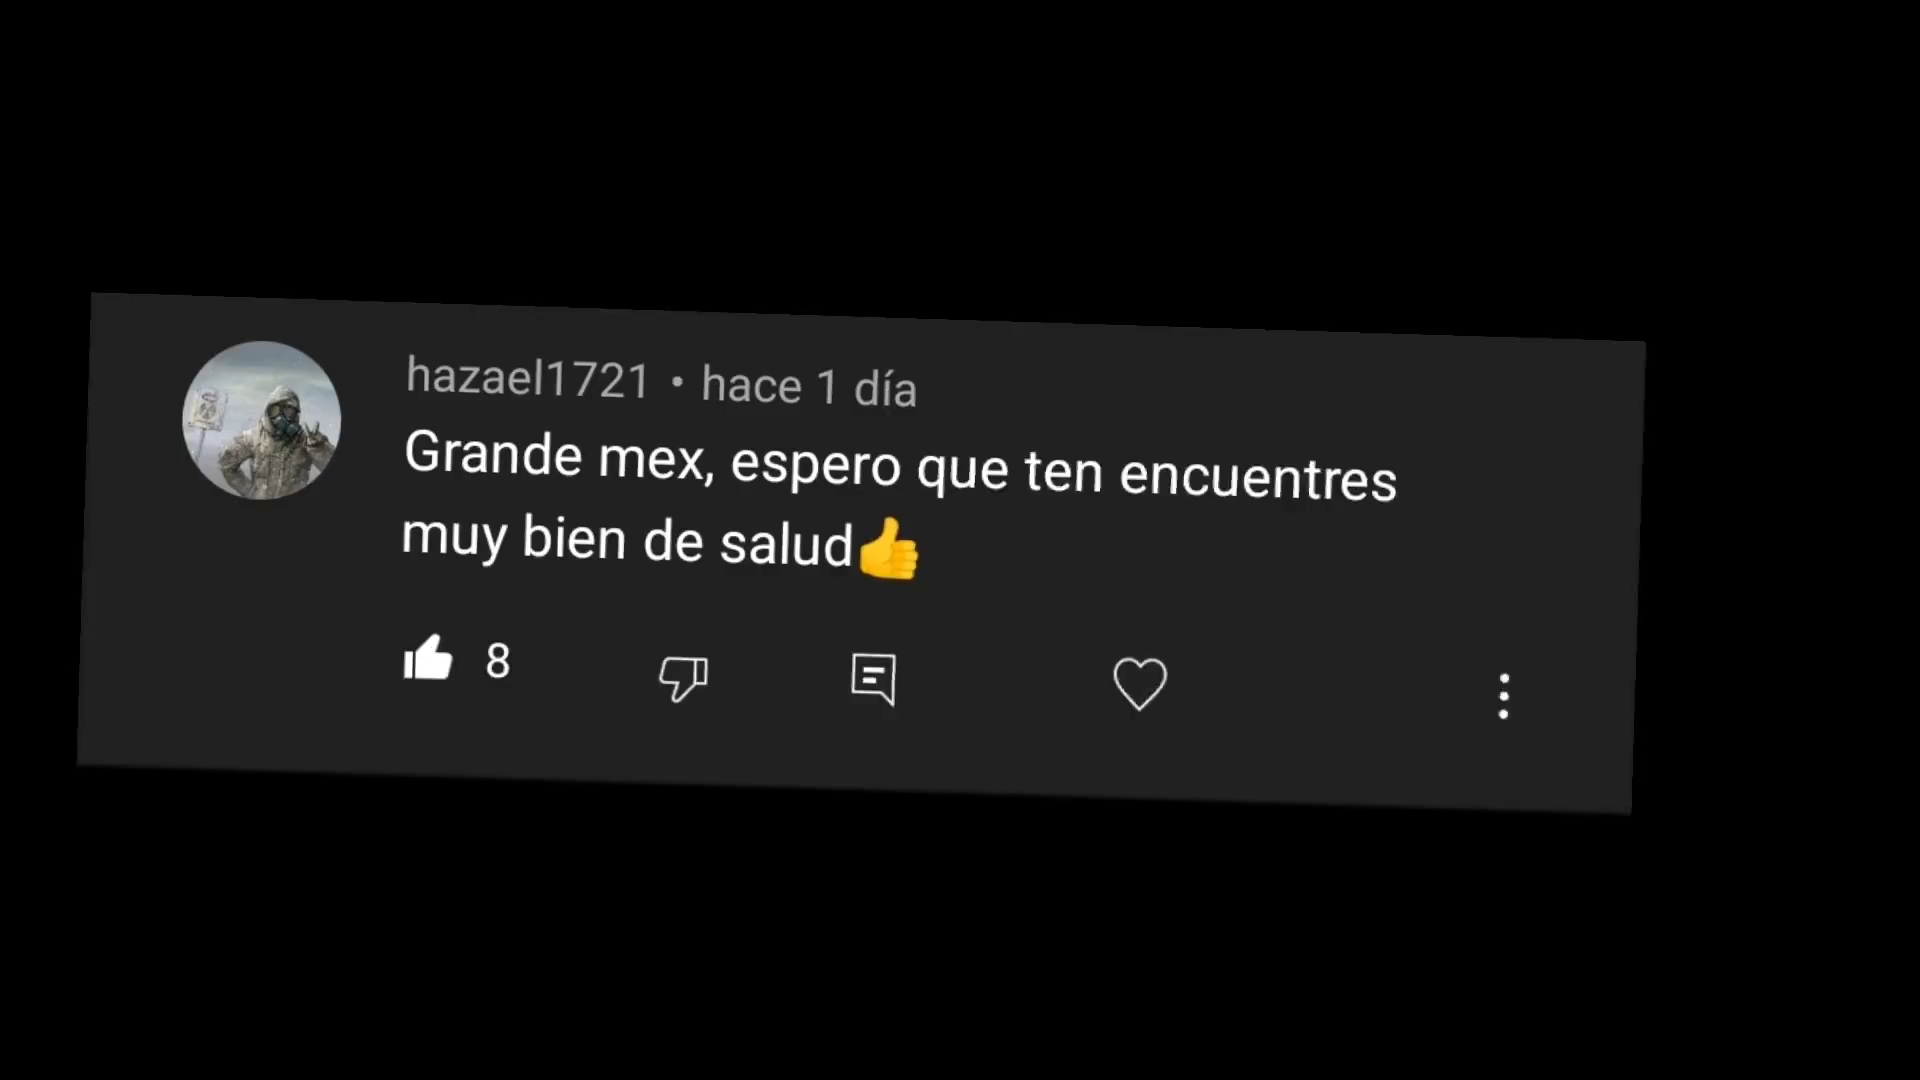 hazael1721 • hace 1 día
Grande mex, espero que ten encuentres
muy bien de salud👍
8